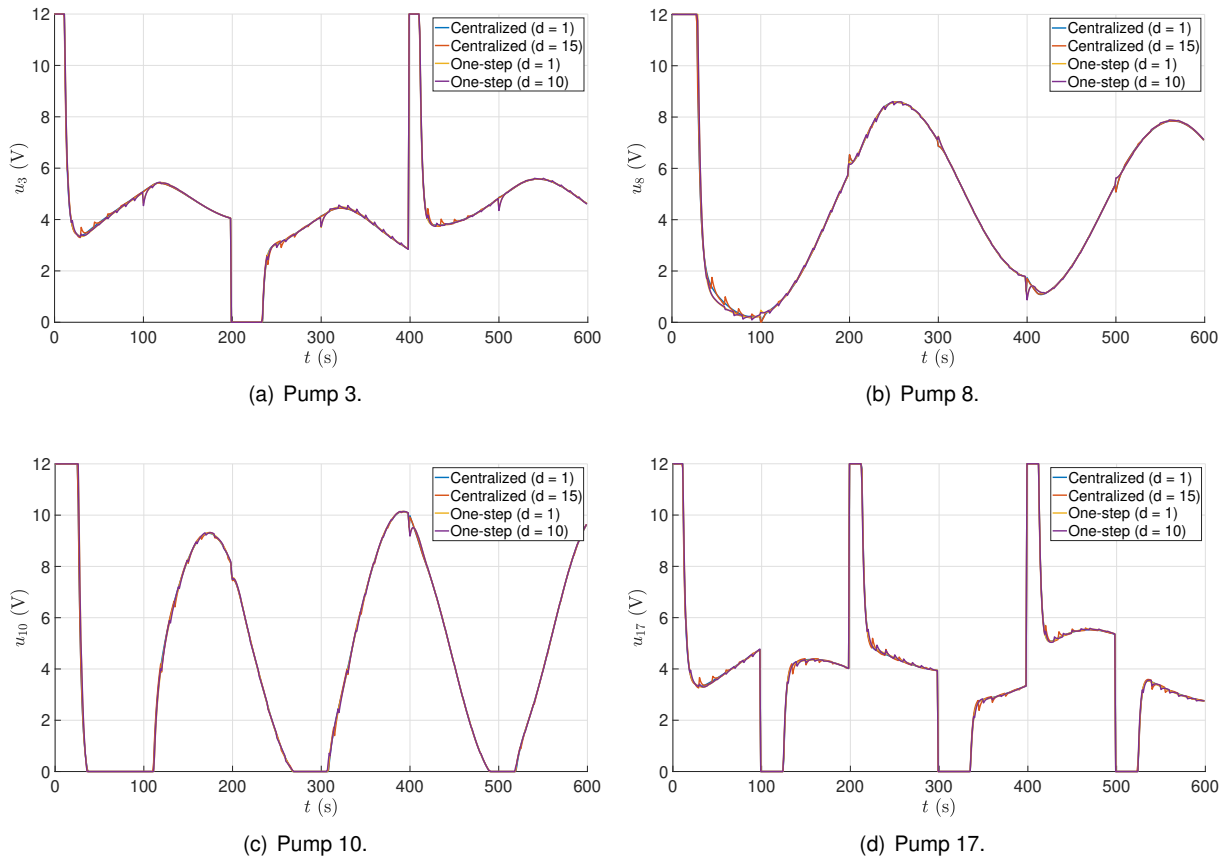 12
10
8
6
4
2
0
u3 (V)
Centralized (d = 1)
Centralized (d = 15)
One-step (d = 1)
One-step (d = 10)
0 100 200 300 400 500 600
t (s)
(a) Pump 3.
12
10
8
6
4
2
0
u8 (V)
Centralized (d = 1)
Centralized (d = 15)
One-step (d = 1)
One-step (d = 10)
0 100 200 300 400 500 600
t (s)
(b) Pump 8.
12
10
8
6
4
2
0
u10 (V)
Centralized (d = 1)
Centralized (d = 15)
One-step (d = 1)
One-step (d = 10)
0 100 200 300 400 500 600
t (s)
(c) Pump 10.
12
10
8
6
4
2
0
u17 (V)
Centralized (d = 1)
Centralized (d = 15)
One-step (d = 1)
One-step (d = 10)
0 100 200 300 400 500 600
t (s)
(d) Pump 17.